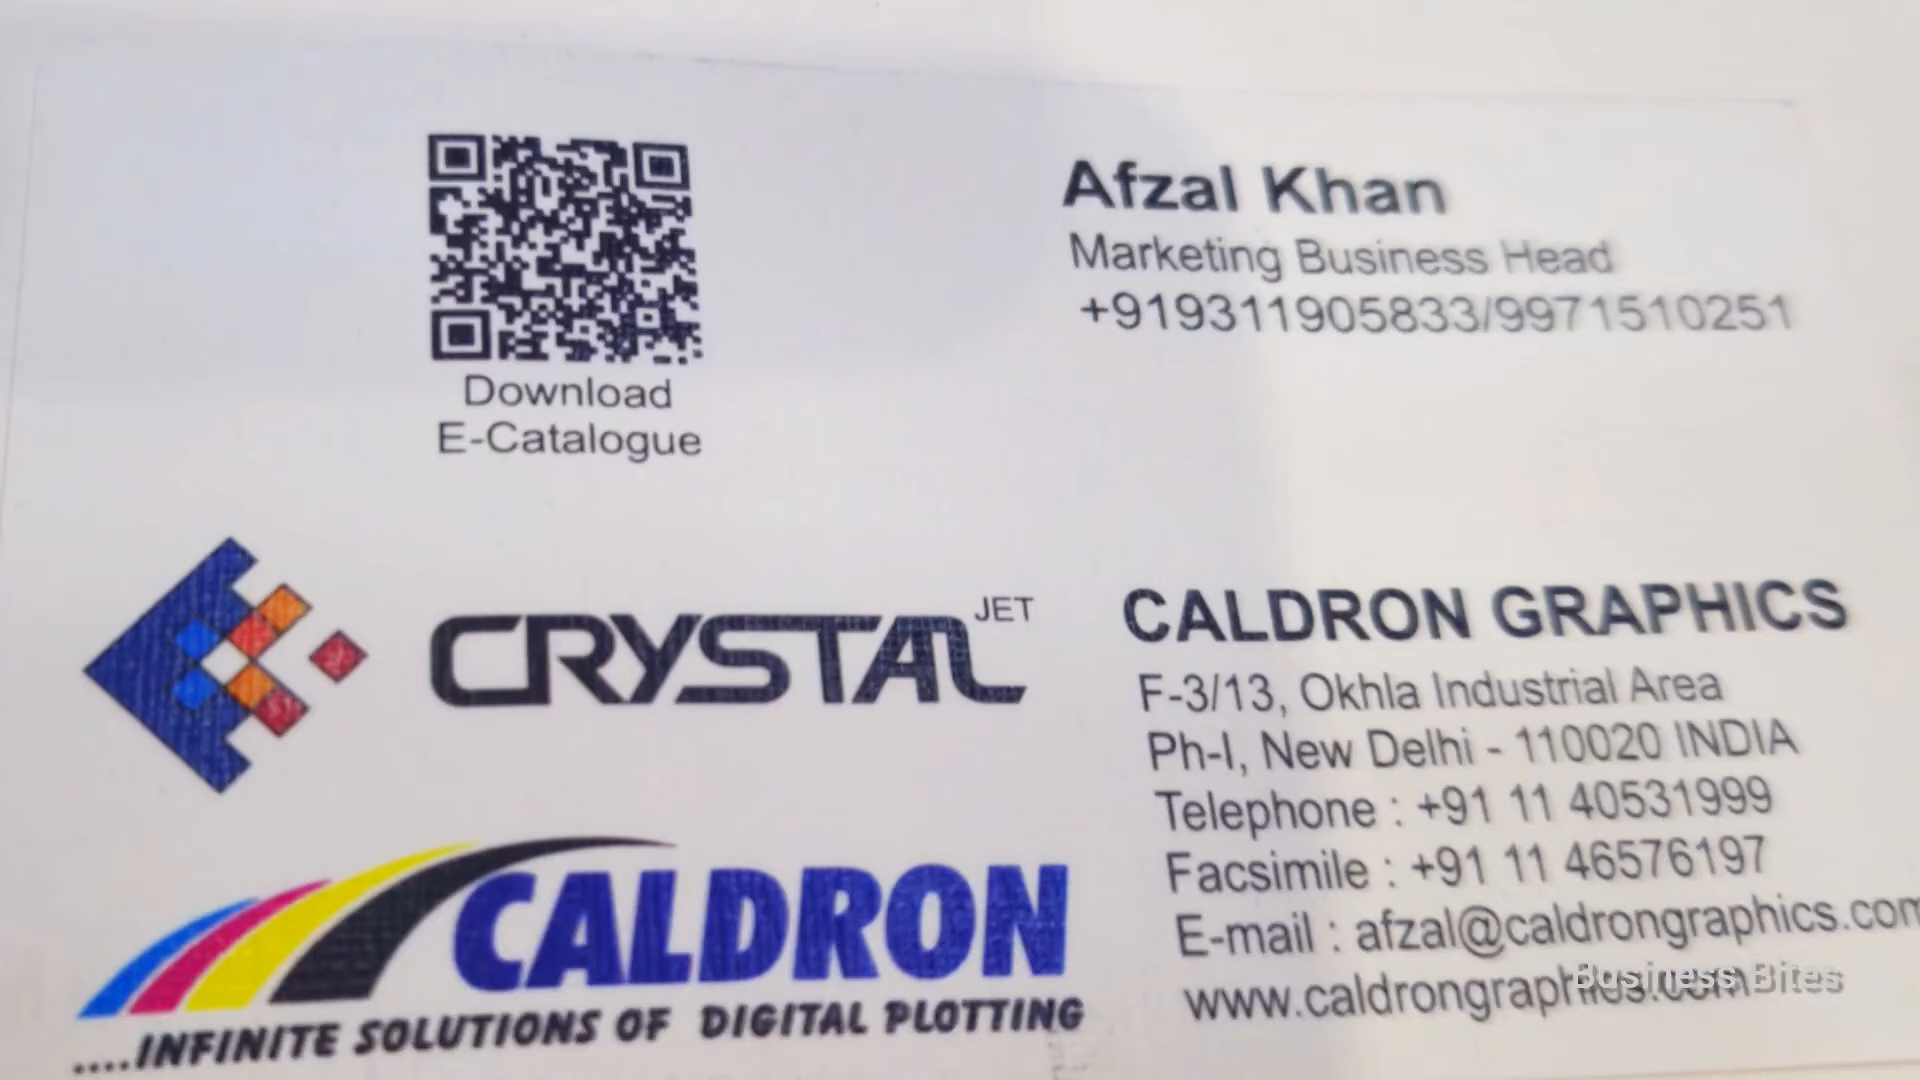 Download
E-Catalogue
Afzal Khan
Marketing Business Head
+919311905833/9971510251
CRYSTAL JET
CALDRON
....INFINITE SOLUTIONS OF DIGITAL PLOTTING
CALDRON GRAPHICS
F-3/13, Okhla Industrial Area
Ph-I, New Delhi - 110020 INDIA
Telephone : +91 11 40531999
Facsimile : +91 11 46576197
E-mail : afzal@caldrongraphics.com
www.caldrongraphics.com
Business Bites